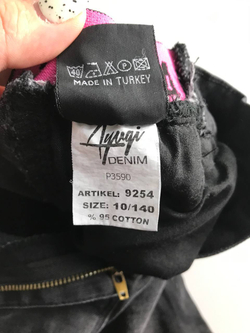 MADE IN TURKEY
DENIM
P3590
ARTIKEL: 9254
SIZE: 10/140
% 95 COTTON